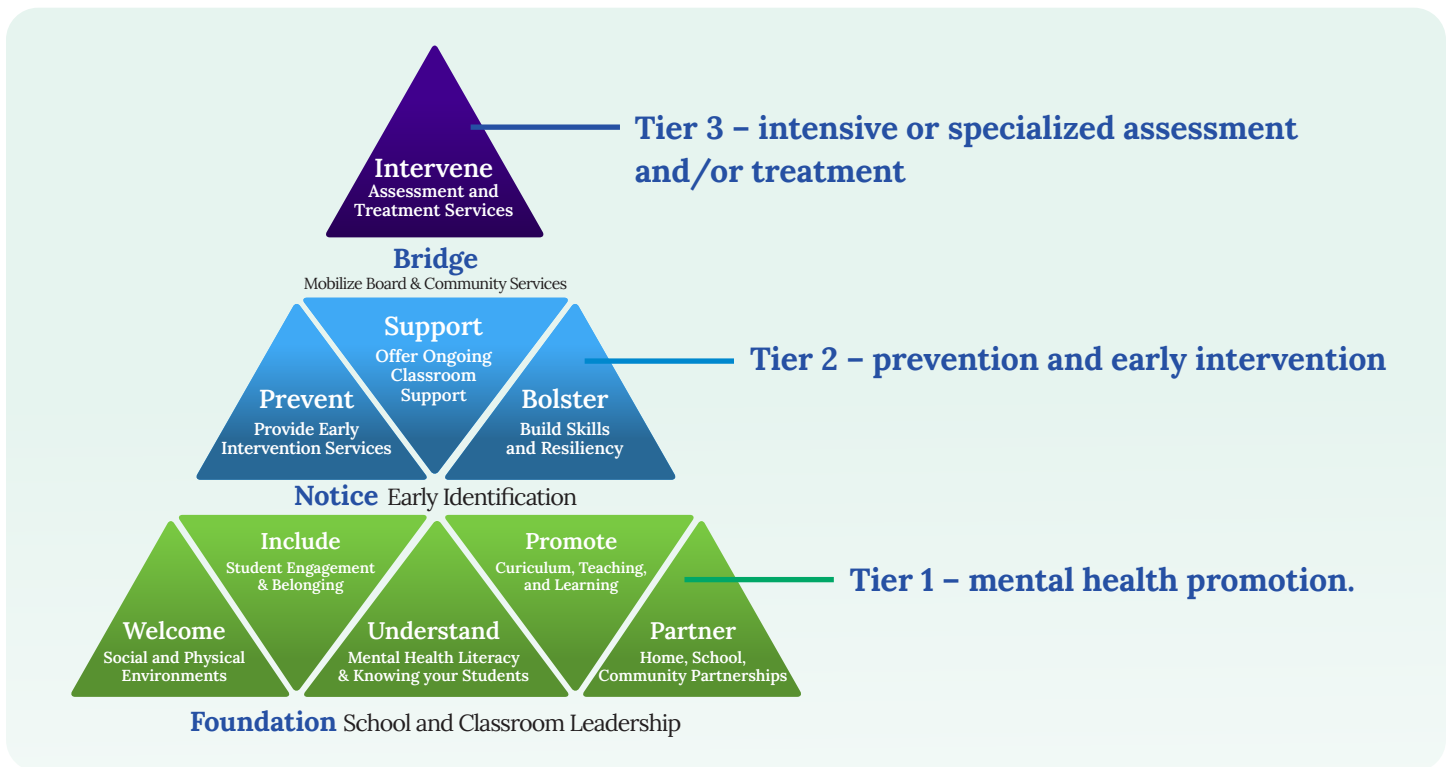 Tier 3 – intensive or specialized assessment
and/or treatment
Intervene
Assessment and
Treatment Services
Bridge
Mobilize Board & Community Services
Support
Offer Ongoing
Classroom
Support
Tier 2 – prevention and early intervention
Prevent
Provide Early
Intervention Services
Bolster
Build Skills
and Resiliency
Notice Early Identification
Include
Student Engagement
& Belonging
Promote
Curiculum, Teaching,
and Learning
Tier 1 – mental health promotion.
Welcome
Social and Physical
Environments
Understand
Mental Health Literacy
& Knowing your Students
Partner
Home, School,
Community Partnerships
Foundation School and Classroom Leadership